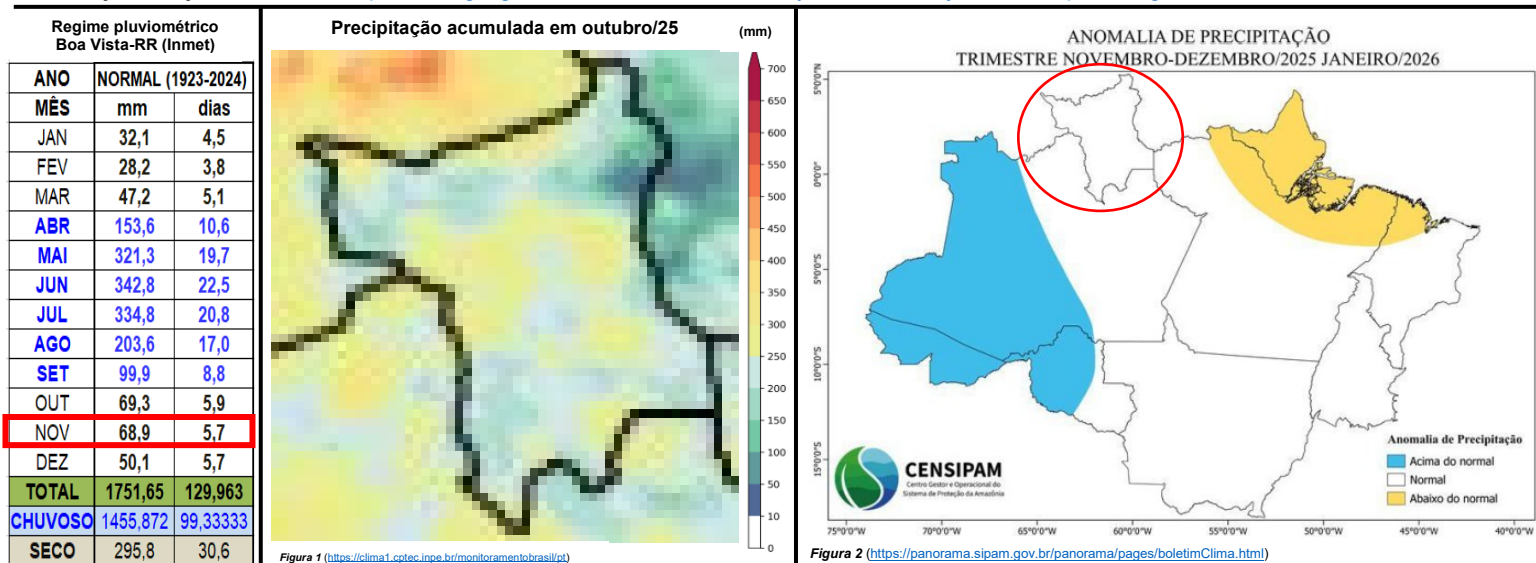 Regime pluviométrico
Boa Vista-RR (Inmet)
ANO NORMAL (1923-2024)
MÊS mm dias
JAN 32,1 4,5
FEV 28,2 3,8
MAR 47,2 5,1
ABR 153,6 10,6
MAI 321,3 19,7
JUN 342,8 22,5
JUL 334,8 20,8
AGO 203,6 17,0
SET 99,9 8,8
OUT 69,3 5,9
NOV 68,9 5,7
DEZ 50,1 5,7
TOTAL 1751,65 129,963
CHUVOSO 1455,872 99,33333
SECO 295,8 30,6
Precipitação acumulada em outubro/25 (mm)
700
650
600
550
500
450
400
350
300
250
200
150
100
50
10
0
Figura 1 (https://clima1.cptec.inpe.br/monitoramentobrasil/pt)
ANOMALIA DE PRECIPITAÇÃO
TRIMESTRE NOVEMBRO-DEZEMBRO/2025 JANEIRO/2026
5°0'0"N
0°0'0"
5°0'0"S
10°0'0"S
15°0'0"S
CENSIPAM
Centro Gestor e Operacional do
Sistema de Proteção da Amazônia
Anomalia de Precipitação
Acima do normal
Normal
Abaixo do normal
75°0'0"W 70°0'0"W 65°0'0"W 60°0'0"W 55°0'0"W 50°0'0"W 45°0'0"W 40°0'0"W
Figura 2 (https://panorama.sipam.gov.br/panorama/pages/boletimClima.html)